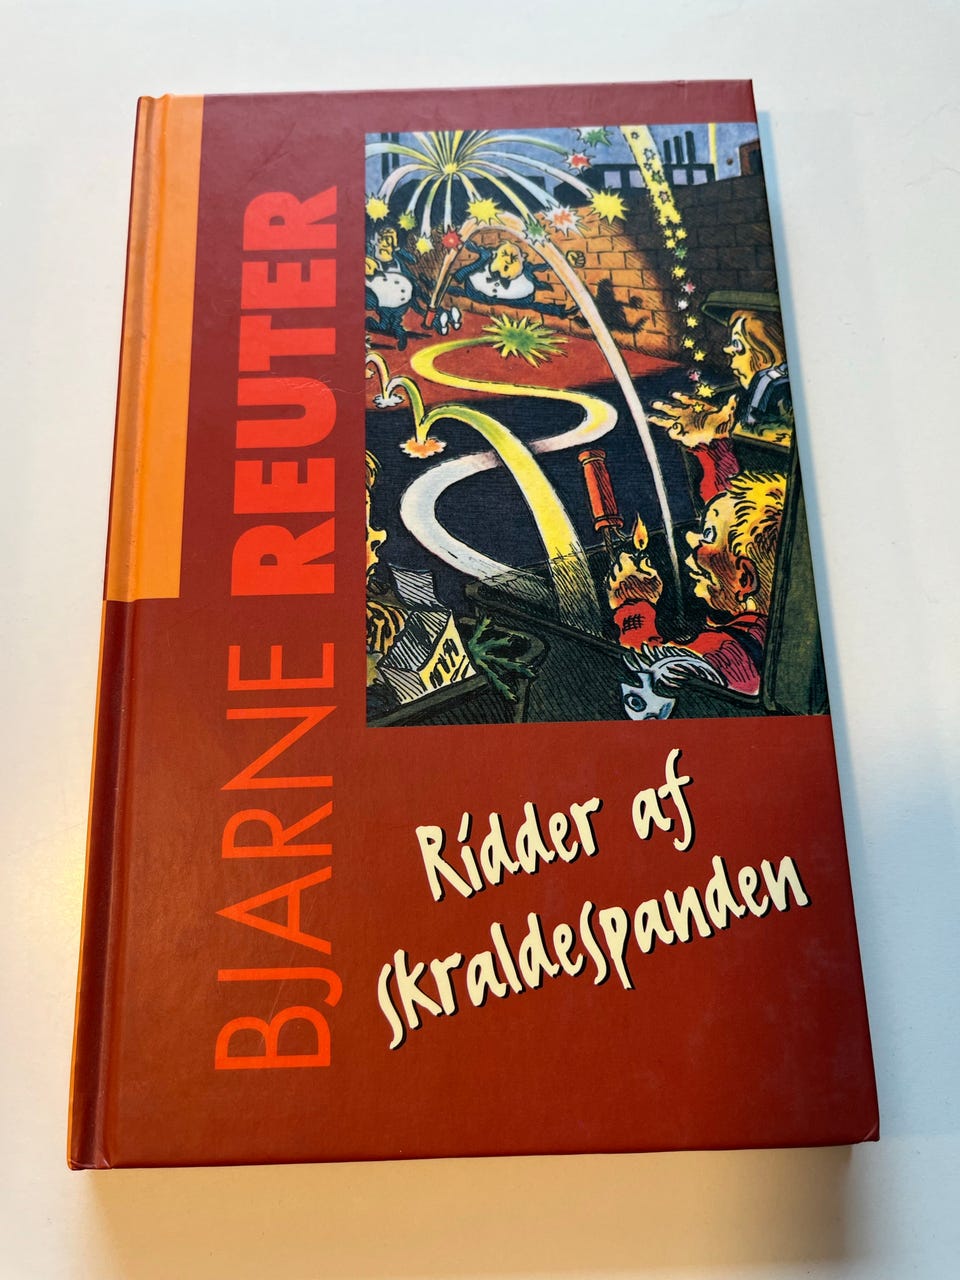 BJARNE REUTER
Ridder af
skraldespanden